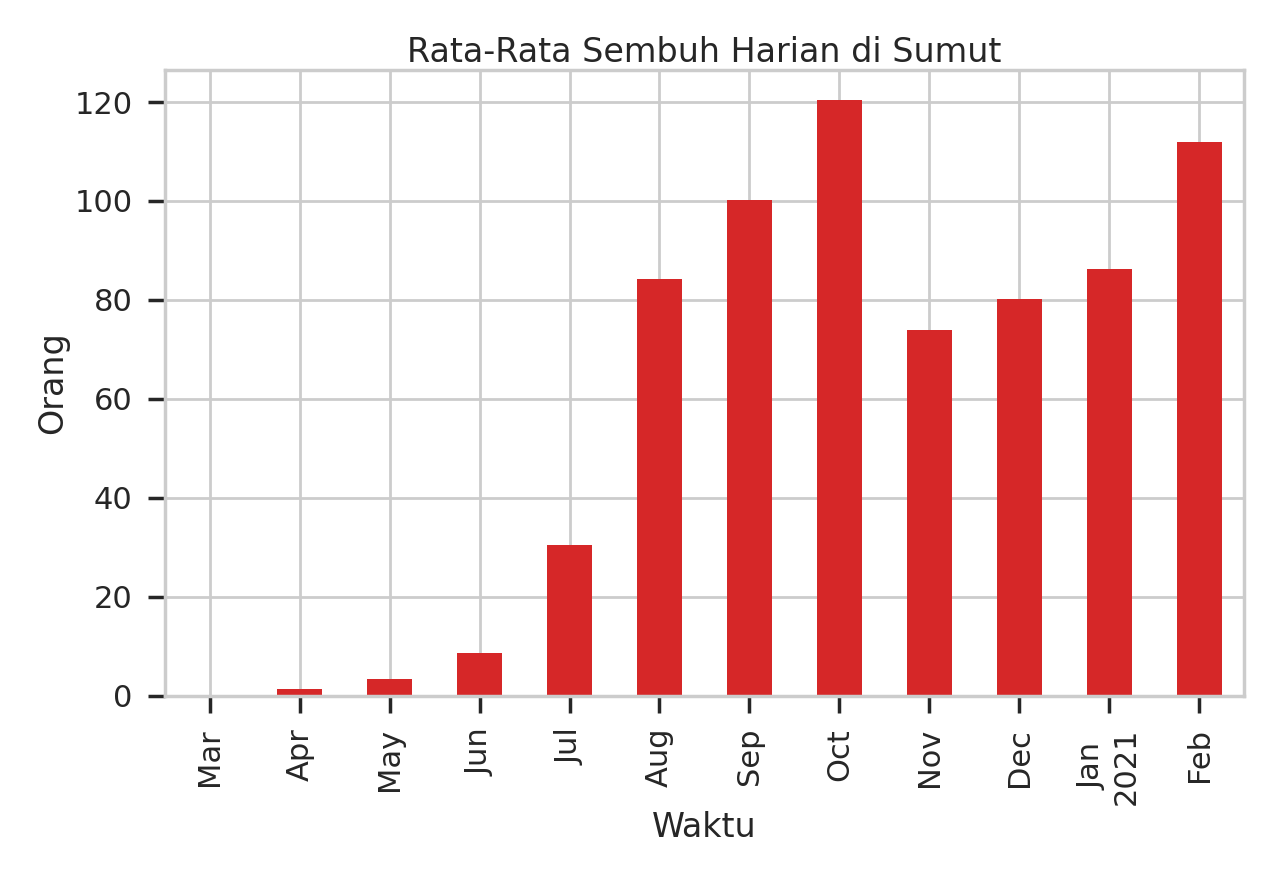 Rata-Rata Sembuh Harian di Sumut
120
100
80
60
40
20
0
Orang
Mar
Apr
May
Jun
Jul
Aug
Sep
Oct
Nov
Dec
Jan
2021
Feb
Waktu